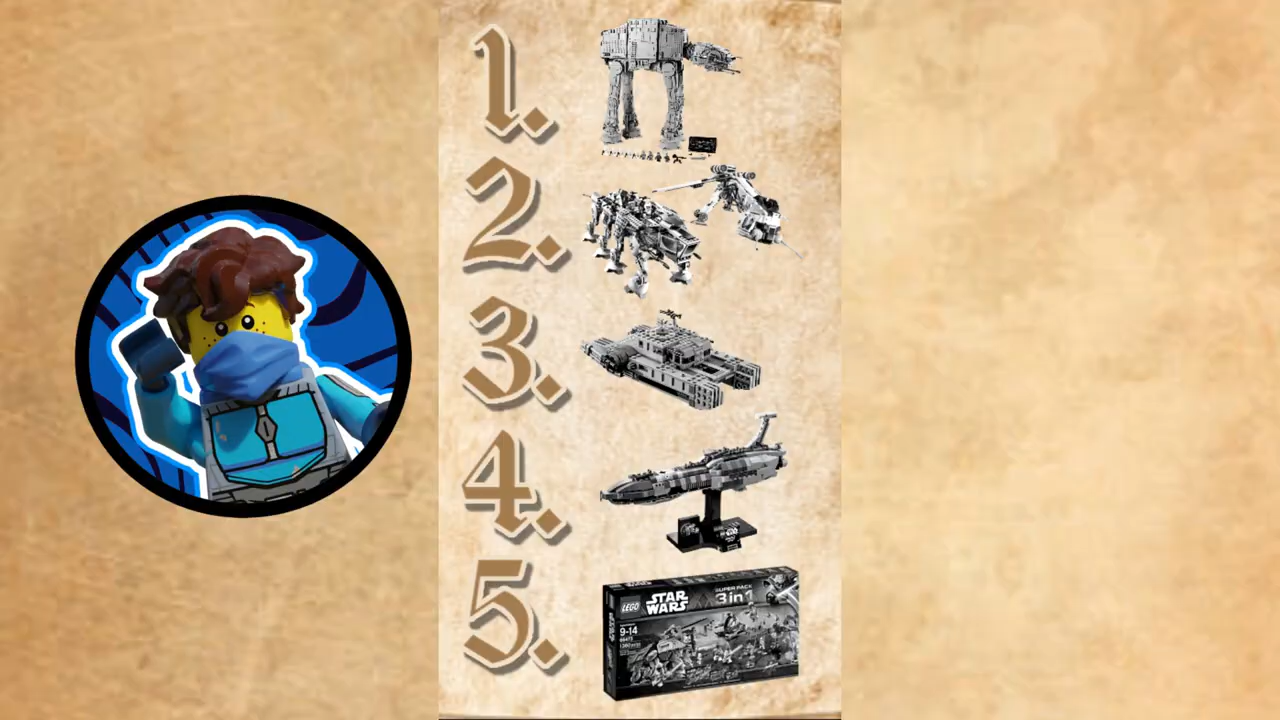 1.
2.
3.
4.
5.
LEGO
STAR
WARS
SUPER PACK
3in1
9-14